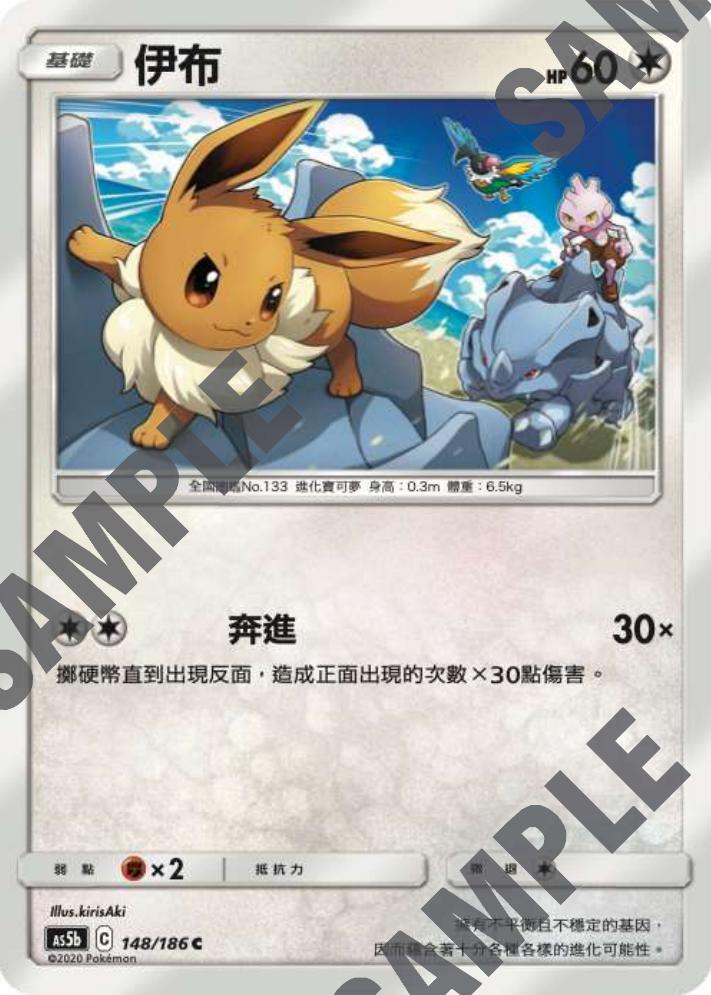 基礎 伊布 HP60
全國圖鑑No.133 進化寶可夢 身高：0.3m 體重：6.5kg
奔進 30×
擲硬幣直到出現反面，造成正面出現的次數×30點傷害。
弱點 ×2 抵抗力 撤退
Illus.kirisAki
AS5b C 148/186 C
©2020 Pokémon
擁有不平衡且不穩定的基因，
因而蘊含著十分各種各樣的進化可能性。
SAMPLE
SAMPLE
SAM
SAM